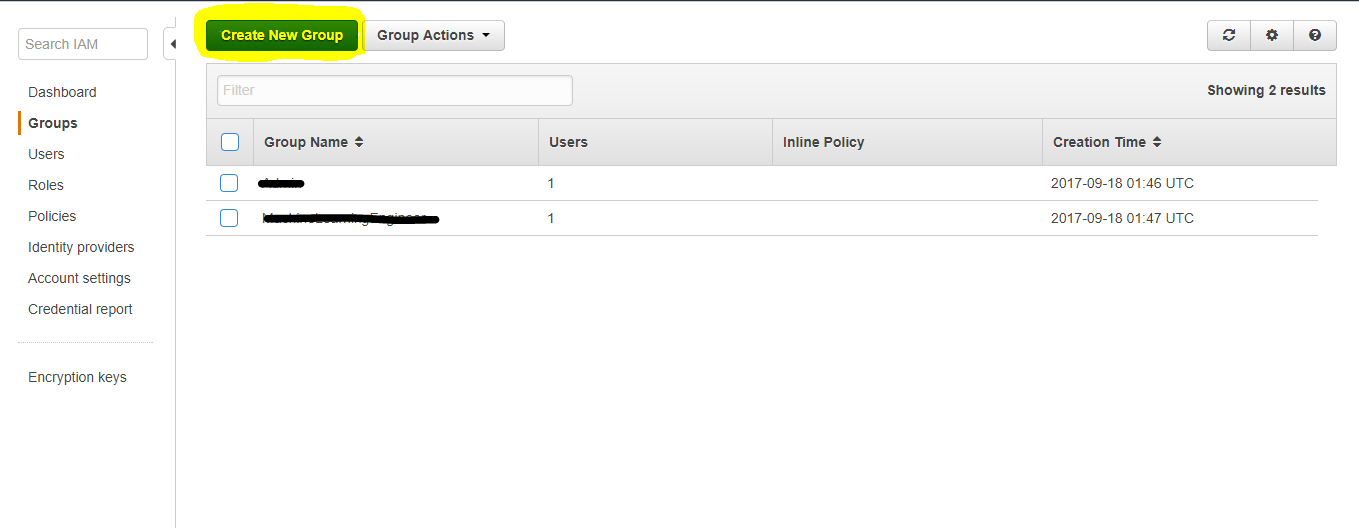 Create New Group
Group Actions
Search IAM
Filter
Showing 2 results
Dashboard
Groups
Users
Roles
Policies
Identity providers
Account settings
Credential report
Encryption keys
Group Name Users Inline Policy Creation Time
1 2017-09-18 01:46 UTC
1 2017-09-18 01:47 UTC